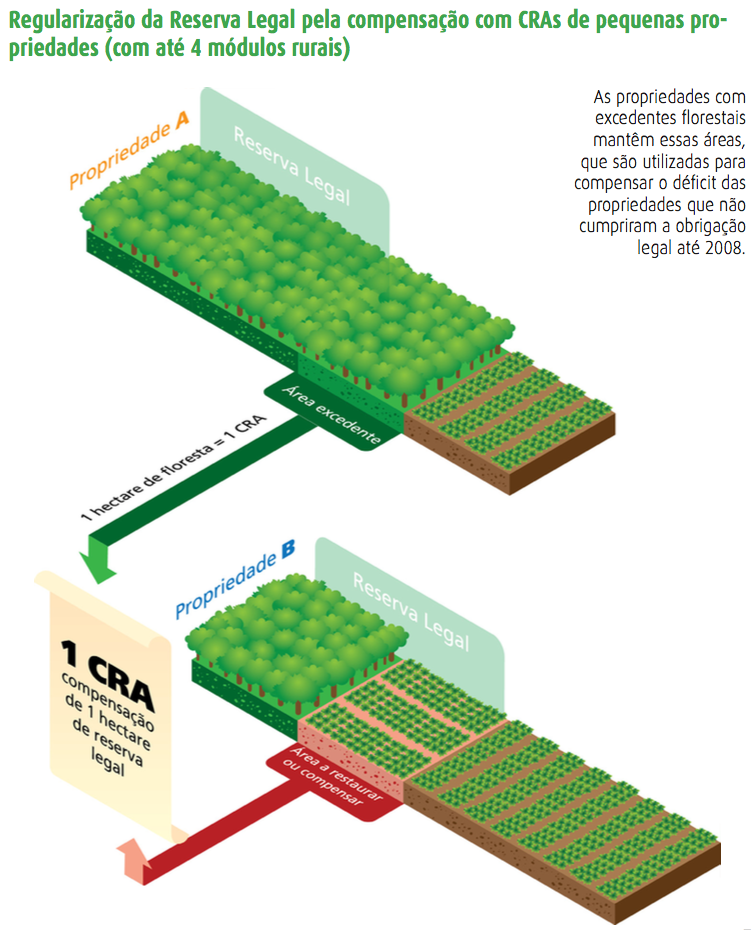 Regularização da Reserva Legal pela compensação com CRAs de pequenas pro-
priedades (com até 4 módulos rurais)
As propriedades com
excedentes florestais
mantêm essas áreas,
que são utilizadas para
compensar o déficit das
propriedades que não
cumpriram a obrigação
legal até 2008.
Propriedade A
Reserva Legal
Área excedente
1 hectare de floresta = 1 CRA
Propriedade B
Reserva Legal
1 CRA
compensação
de 1 hectare
de reserva
legal
Área a restaurar
ou compensar